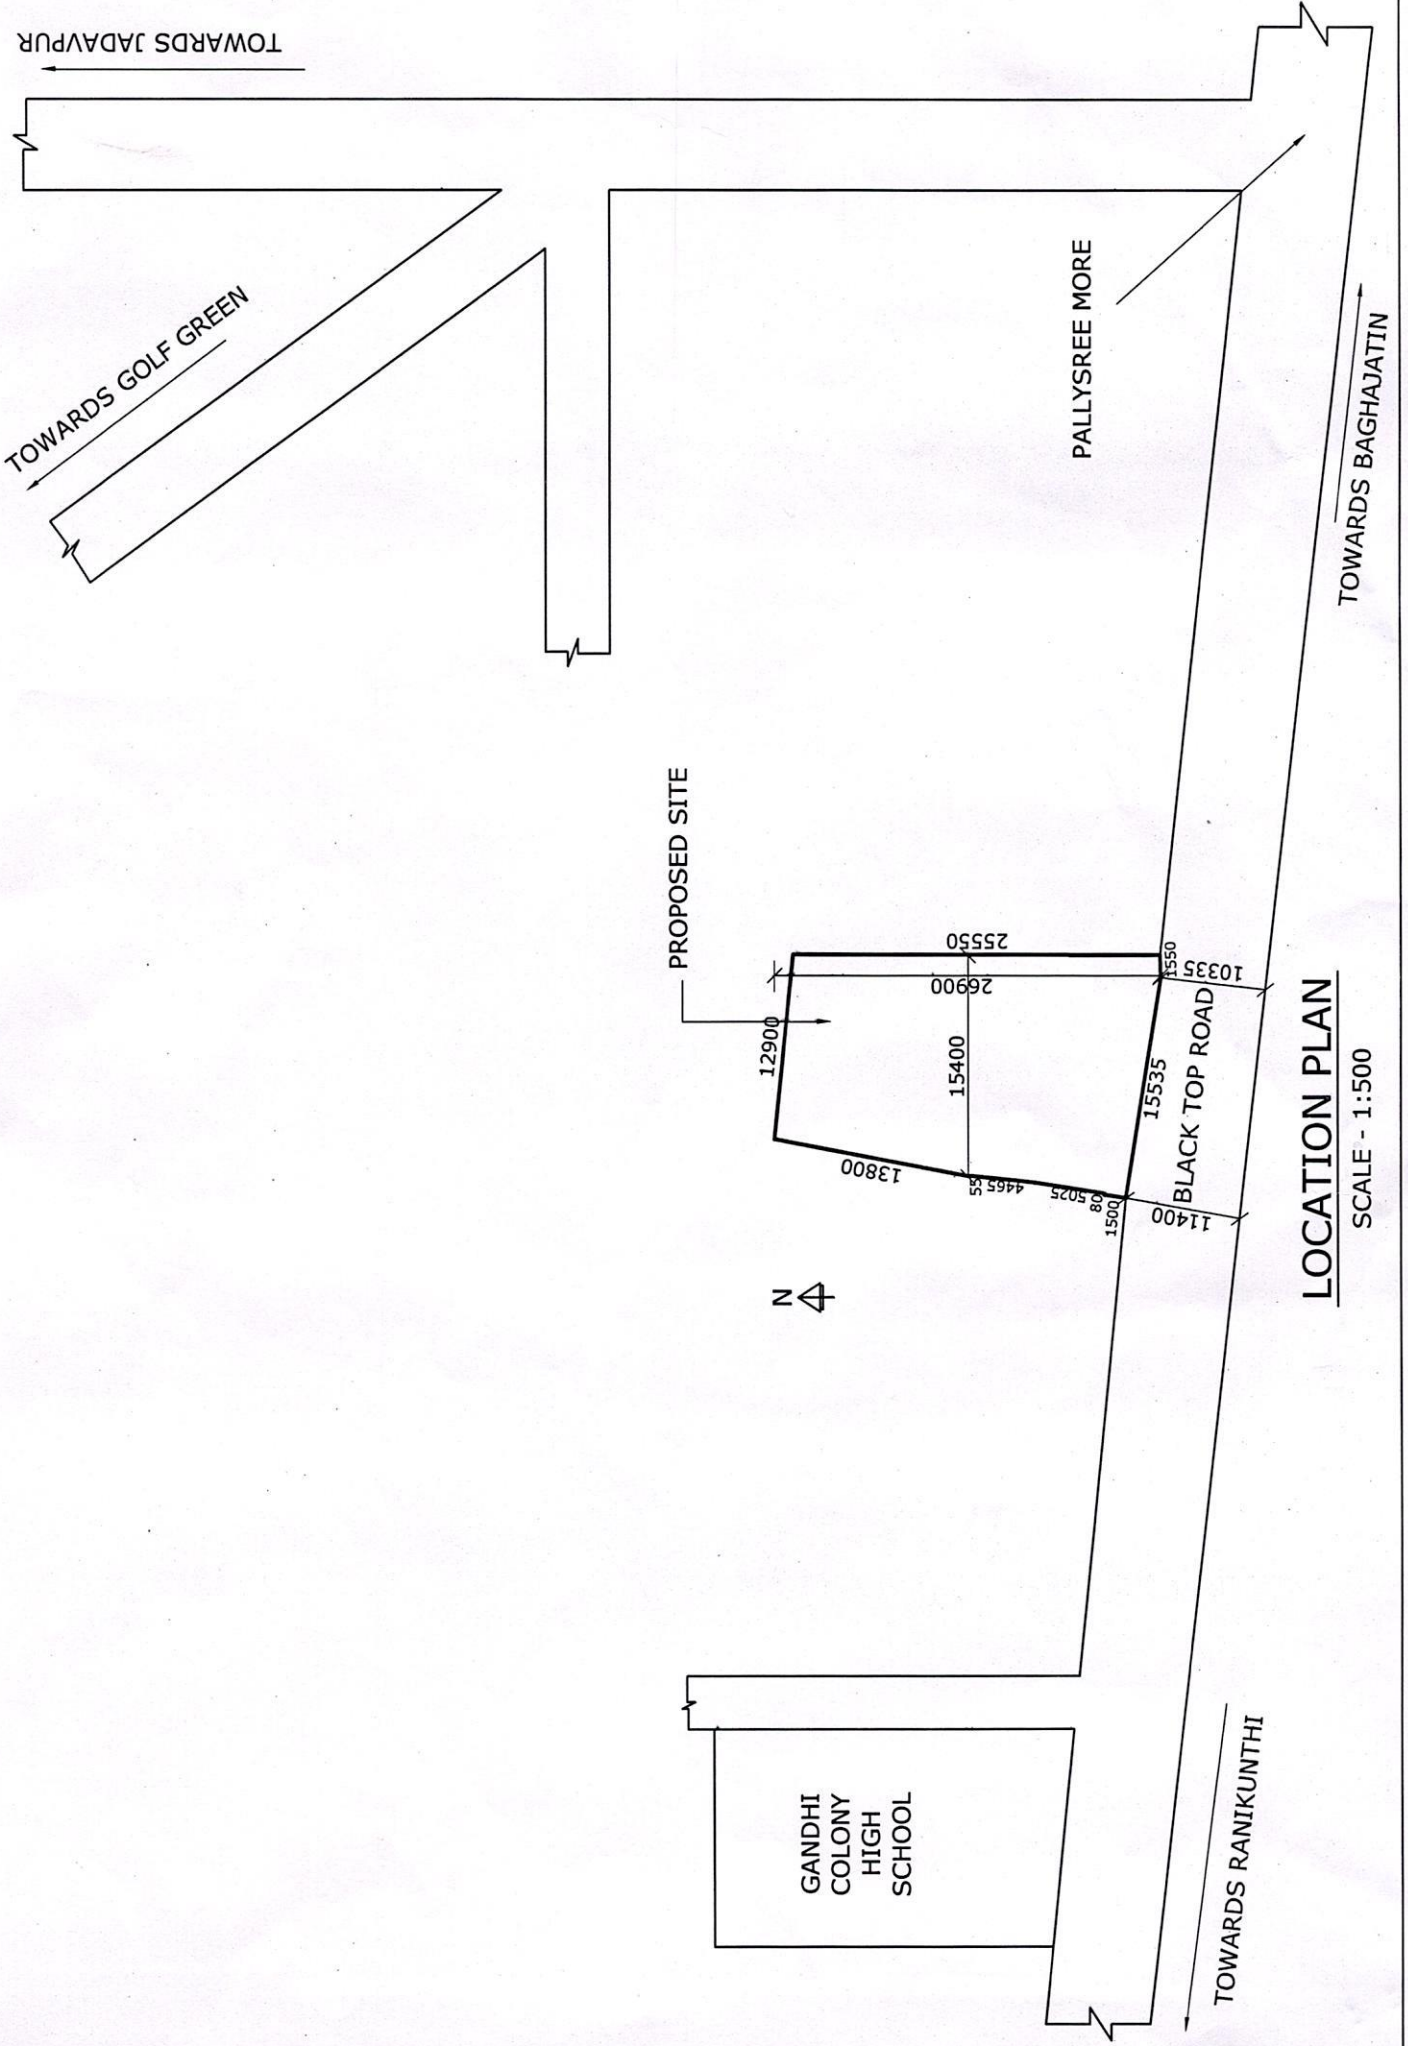 TOWARDS JADAVPUR
TOWARDS GOLF GREEN
PALLYSREE MORE
TOWARDS BAGHAJATIN
PROPOSED SITE
12900
25550
26900
15400
13800
55
4465
5025
80
1500
1550
15535
10335
11400
BLACK TOP ROAD
N
GANDHI
COLONY
HIGH
SCHOOL
TOWARDS RANIKUNTHI
LOCATION PLAN
SCALE - 1:500